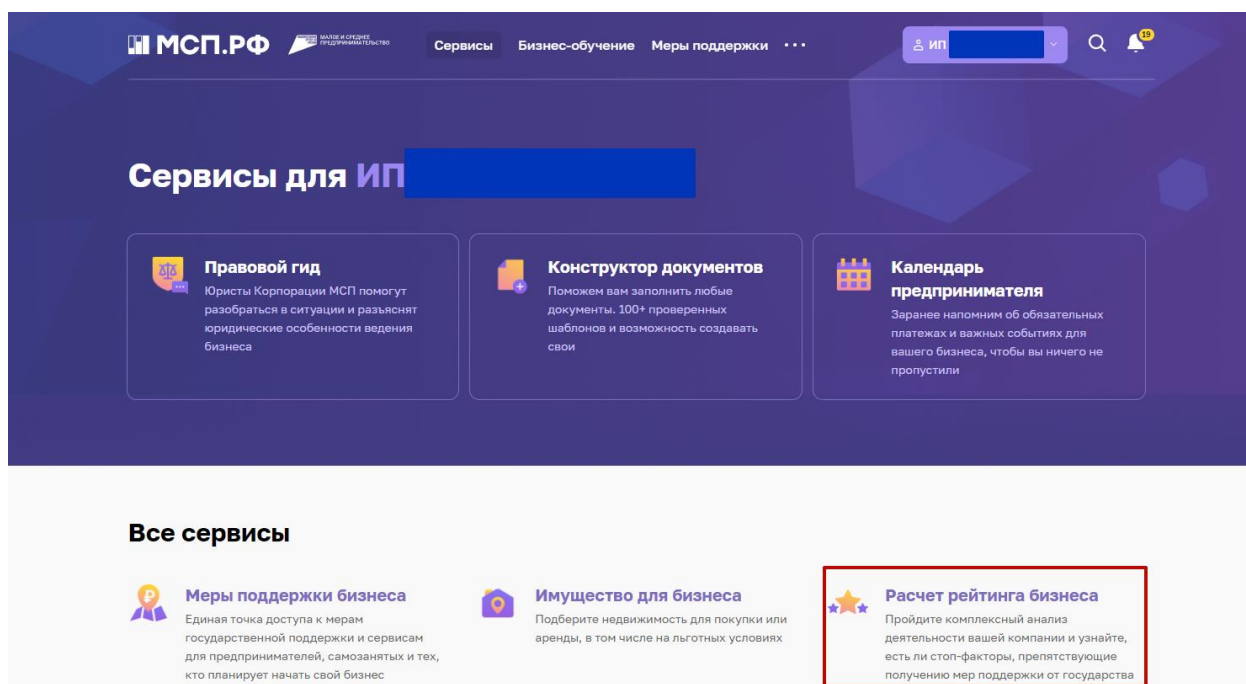 МСП.РФ
МАЛОЕ И СРЕДНЕЕ
ПРЕДПРИНИМАТЕЛЬСТВО
Сервисы Бизнес-обучение Меры поддержки ···
ИП
19
Сервисы для ИП
Правовой гид
Юристы Корпорации МСП помогут
разобраться в ситуации и разъяснят
юридические особенности ведения
бизнеса
Конструктор документов
Поможем вам заполнить любые
документы. 100+ проверенных
шаблонов и возможность создавать
свои
Календарь
предпринимателя
Заранее напомним об обязательных
платежах и важных событиях для
вашего бизнеса, чтобы вы ничего не
пропустили
Все сервисы
Меры поддержки бизнеса
Единая точка доступа к мерам
государственной поддержки и сервисам
для предпринимателей, самозанятых и тех,
кто планирует начать свой бизнес
Имущество для бизнеса
Подберите недвижимость для покупки или
аренды, в том числе на льготных условиях
Расчет рейтинга бизнеса
Пройдите комплексный анализ
деятельности вашей компании и узнайте,
есть ли стоп-факторы, препятствующие
получению мер поддержки от государства